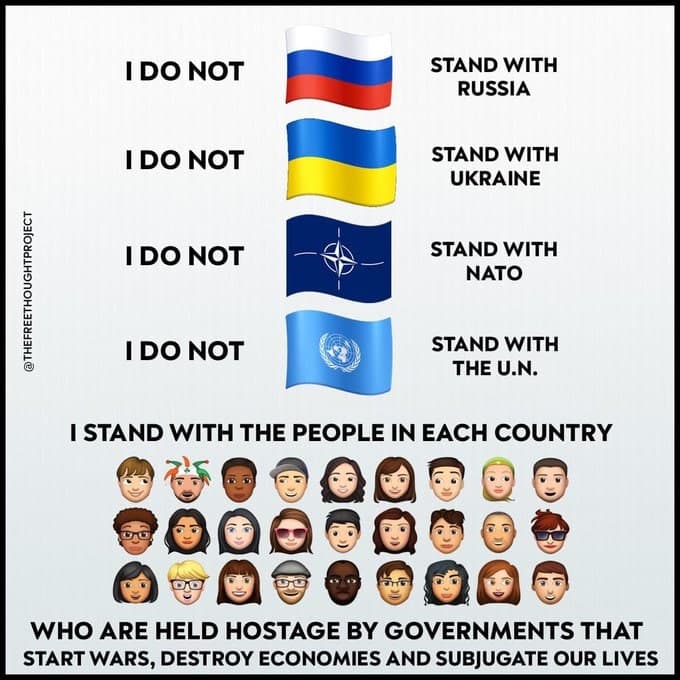 I DO NOT
STAND WITH
RUSSIA
I DO NOT
STAND WITH
UKRAINE
I DO NOT
STAND WITH
NATO
I DO NOT
STAND WITH
THE U.N.
@THEFREETHOUGHTPROJECT
I STAND WITH THE PEOPLE IN EACH COUNTRY
WHO ARE HELD HOSTAGE BY GOVERNMENTS THAT
START WARS, DESTROY ECONOMIES AND SUBJUGATE OUR LIVES